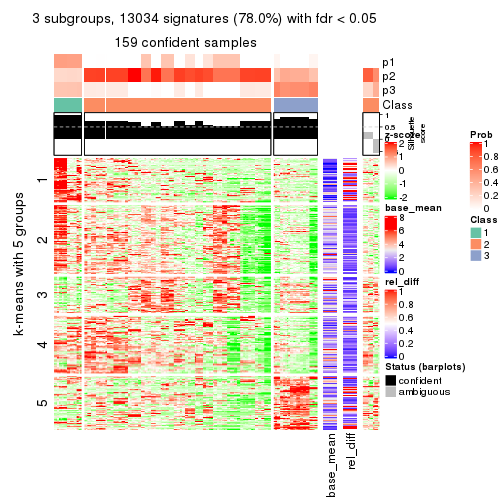 3 subgroups, 13034 signatures (78.0%) with fdr < 0.05
159 confident samples
p1
p2
p3
Class
1
0.5
0
Silhouette
score
k-means with 5 groups
1
2
3
4
5
base_mean
rel_diff
z-score
2
1
0
-1
-2
base_mean
8
6
4
2
0
rel_diff
1
0.8
0.6
0.4
0.2
0
Status (barplots)
confident
ambiguous
Prob
1
0.8
0.6
0.4
0.2
0
Class
1
2
3